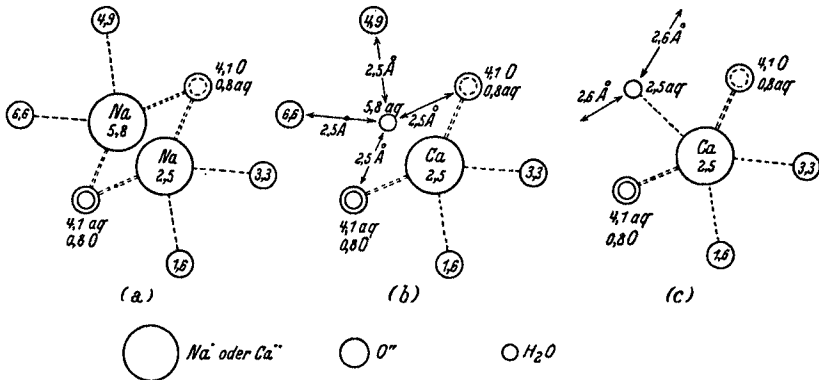 4,9
4,1 O
0,8 aq
6,6
Na
5,8
Na
2,5
3,3
4,1 aq
0,8 O
1,6
(a)
4,9
2,5 Å
4,1 O
0,8 aq
6,6
5,8 aq
2,5 Å
2,5 Å
2,5 Å
Ca
2,5
3,3
4,1 aq
0,8 O
1,6
(b)
2,6 Å
4,1 O
0,8 aq
2,5 aq
2,6 Å
Ca
2,5
3,3
4,1 aq
0,8 O
1,6
(c)
Na˙ oder Ca˙˙
O"
H₂O